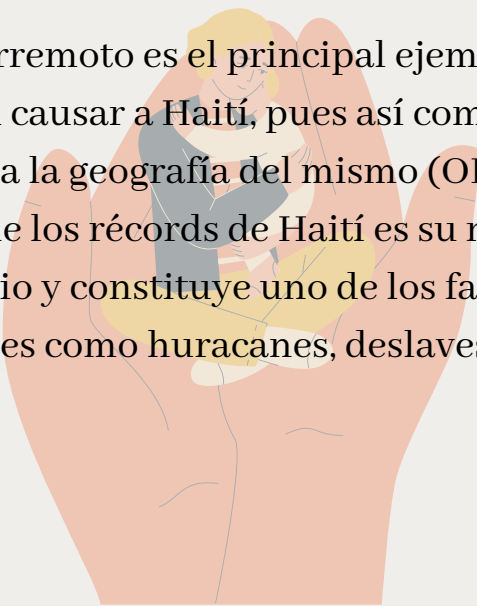 rremoto es el principal ejem
causar a Haití, pues así com
a la geografía del mismo (O
e los récords de Haití es su
io y constituye uno de los fa
es como huracanes, deslaves